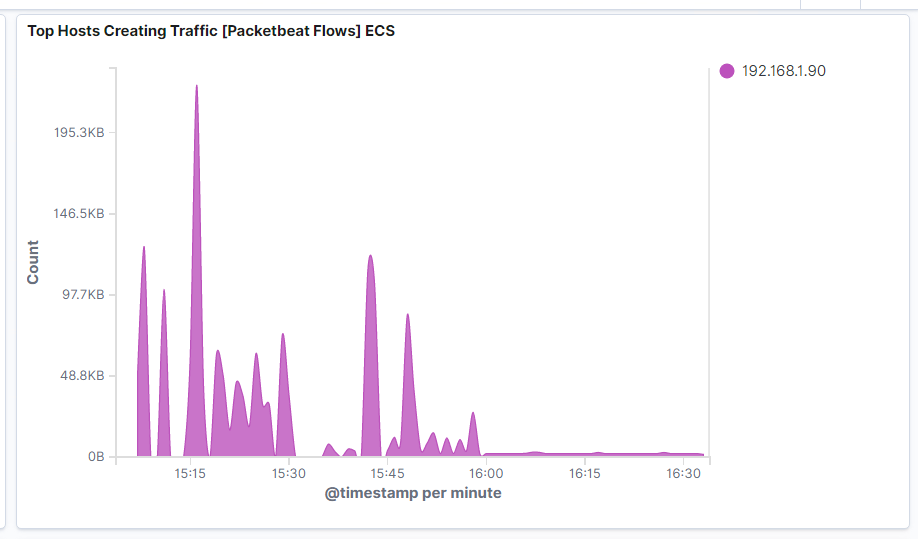 Top Hosts Creating Traffic [Packetbeat Flows] ECS
192.168.1.90
195.3KB
146.5KB
97.7KB
48.8KB
0B
Count
15:15 15:30 15:45 16:00 16:15 16:30
@timestamp per minute